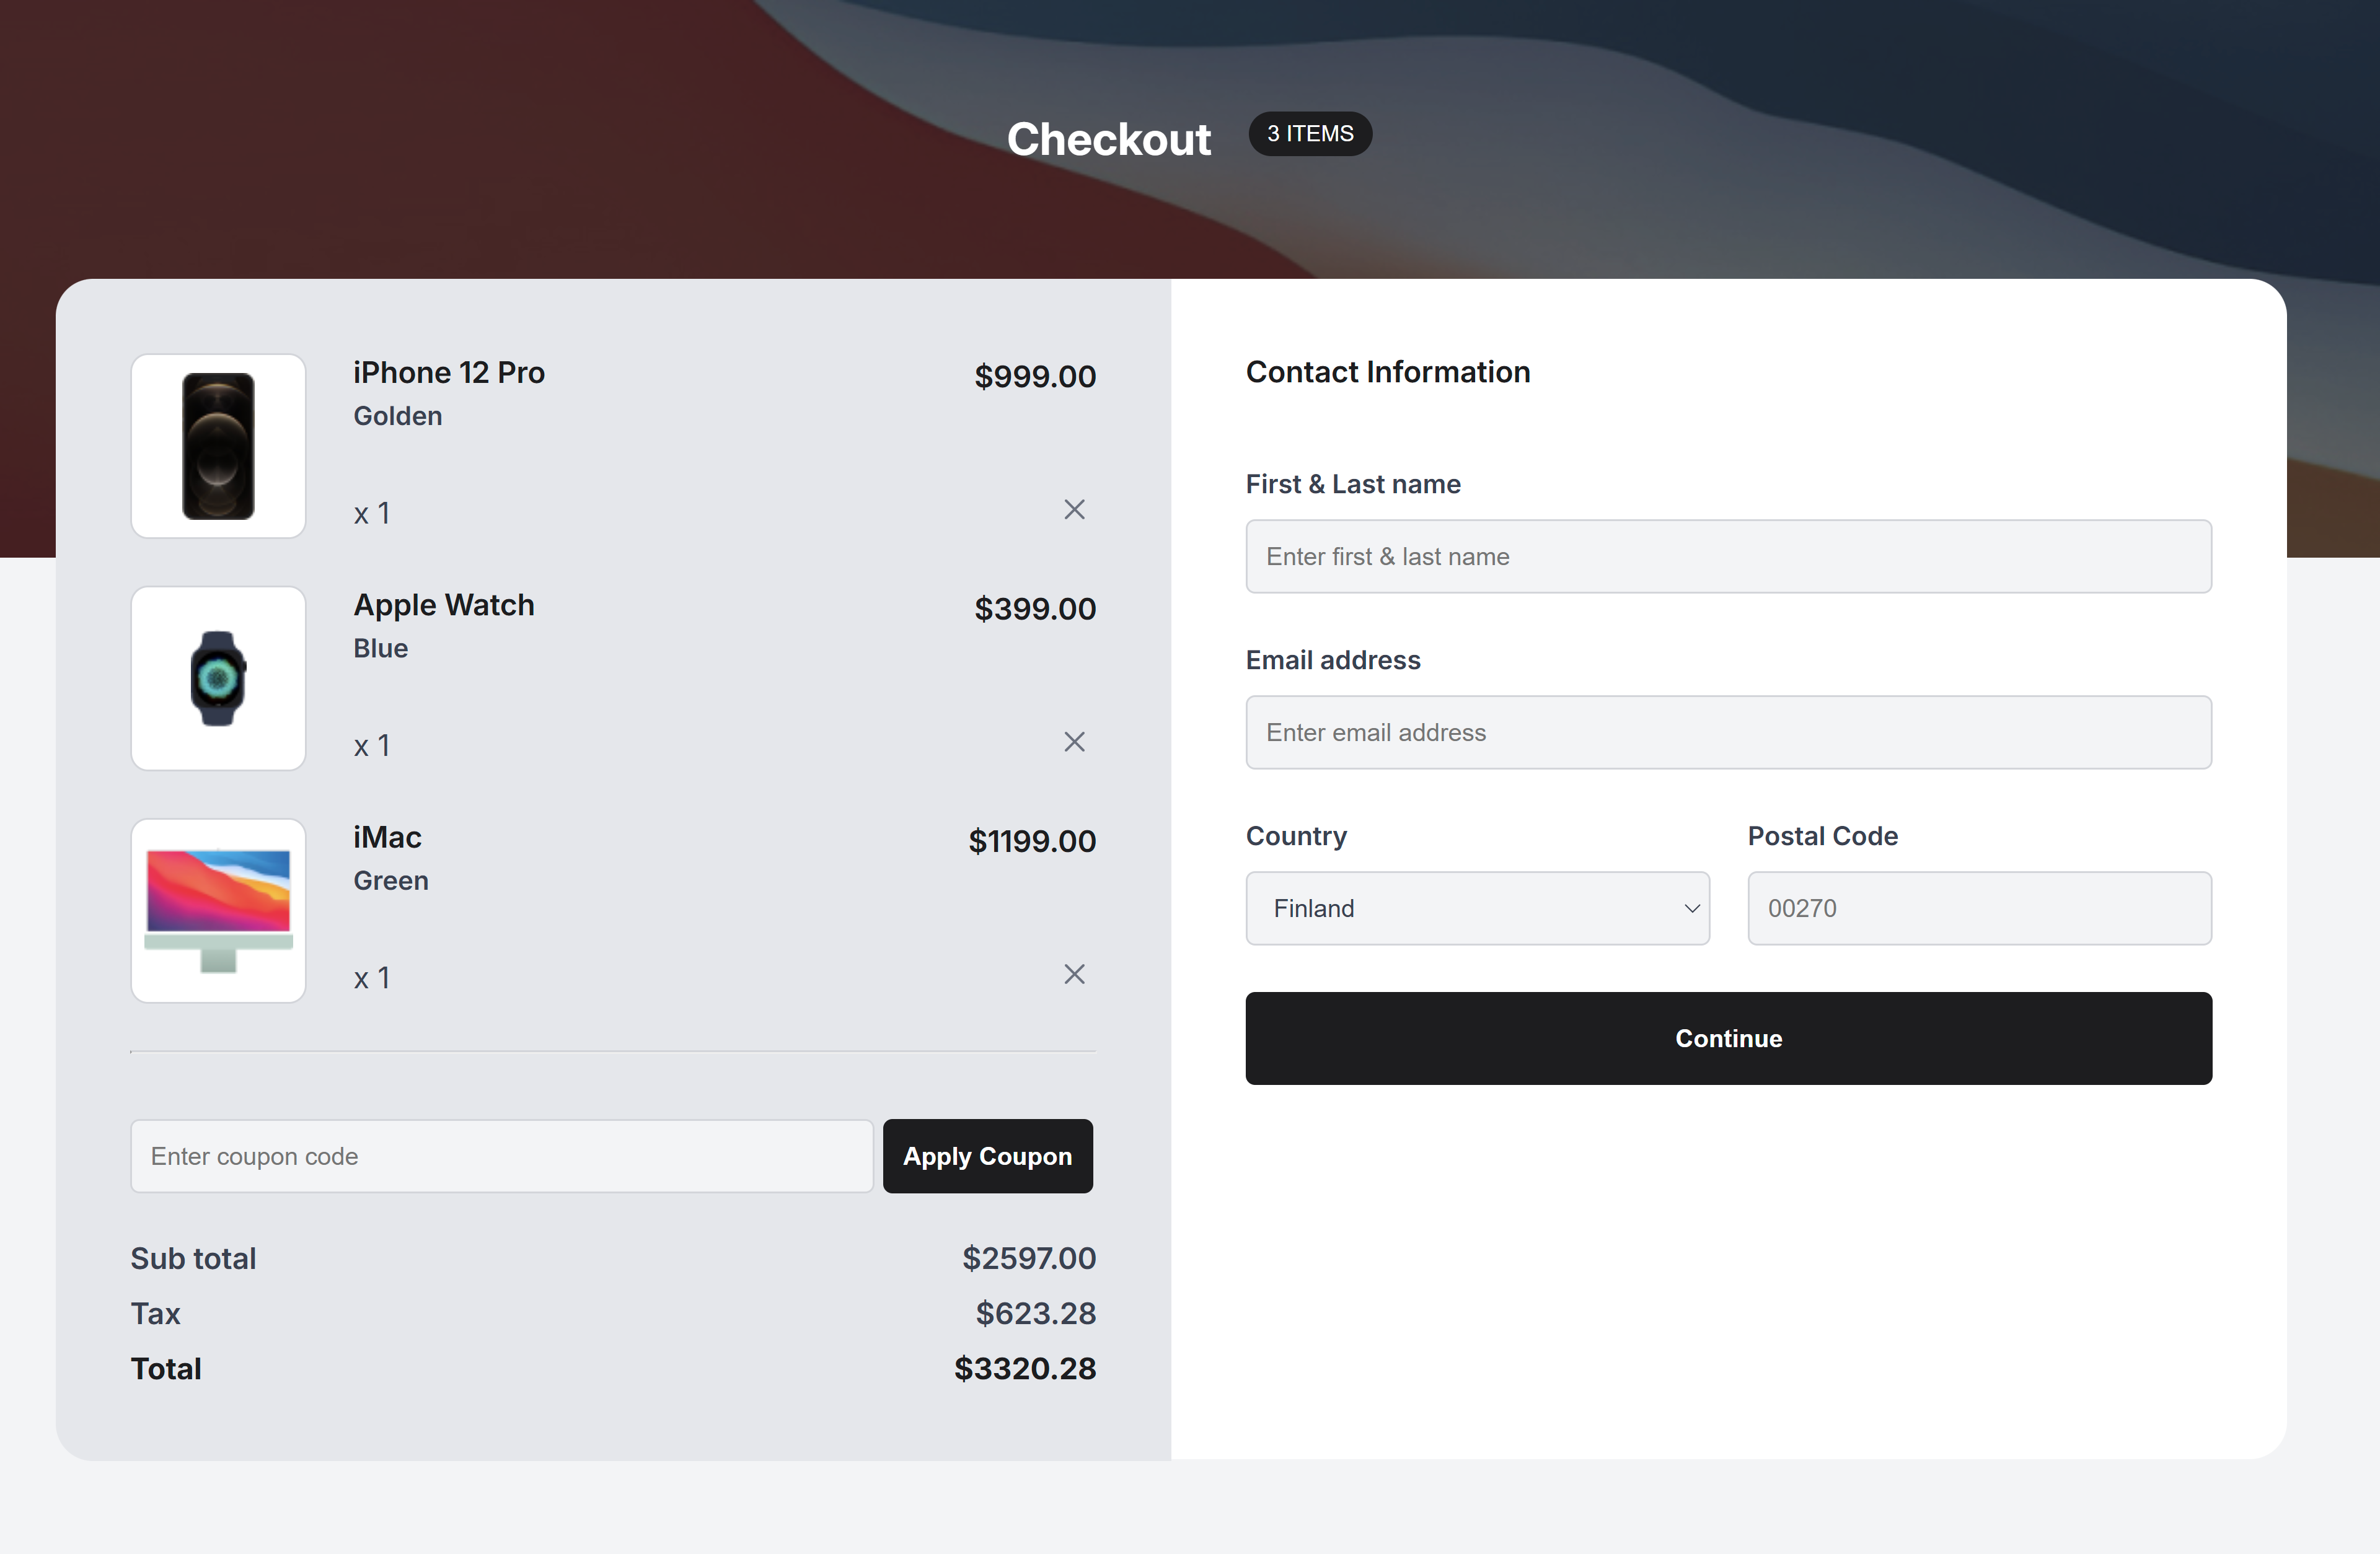 Checkout
3 ITEMS
iPhone 12 Pro
$999.00
Golden
x 1
Apple Watch
$399.00
Blue
x 1
iMac
$1199.00
Green
x 1
Enter coupon code
Apply Coupon
Sub total
$2597.00
Tax
$623.28
Total
$3320.28
Contact Information
First & Last name
Enter first & last name
Email address
Enter email address
Country
Postal Code
Finland
00270
Continue